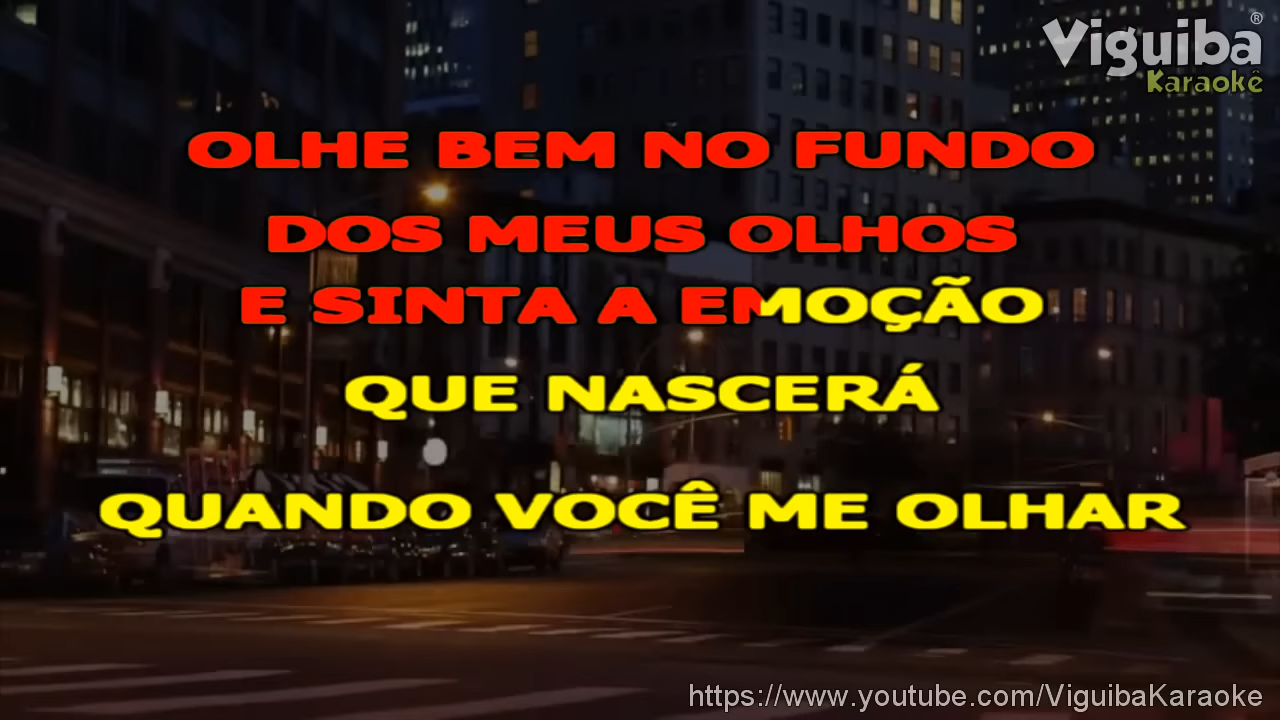 Viguiba®
Karaokê
OLHE BEM NO FUNDO
DOS MEUS OLHOS
E SINTA A EMOÇÃO
QUE NASCERÁ
QUANDO VOCÊ ME OLHAR
https://www.youtube.com/ViguibaKaraoke